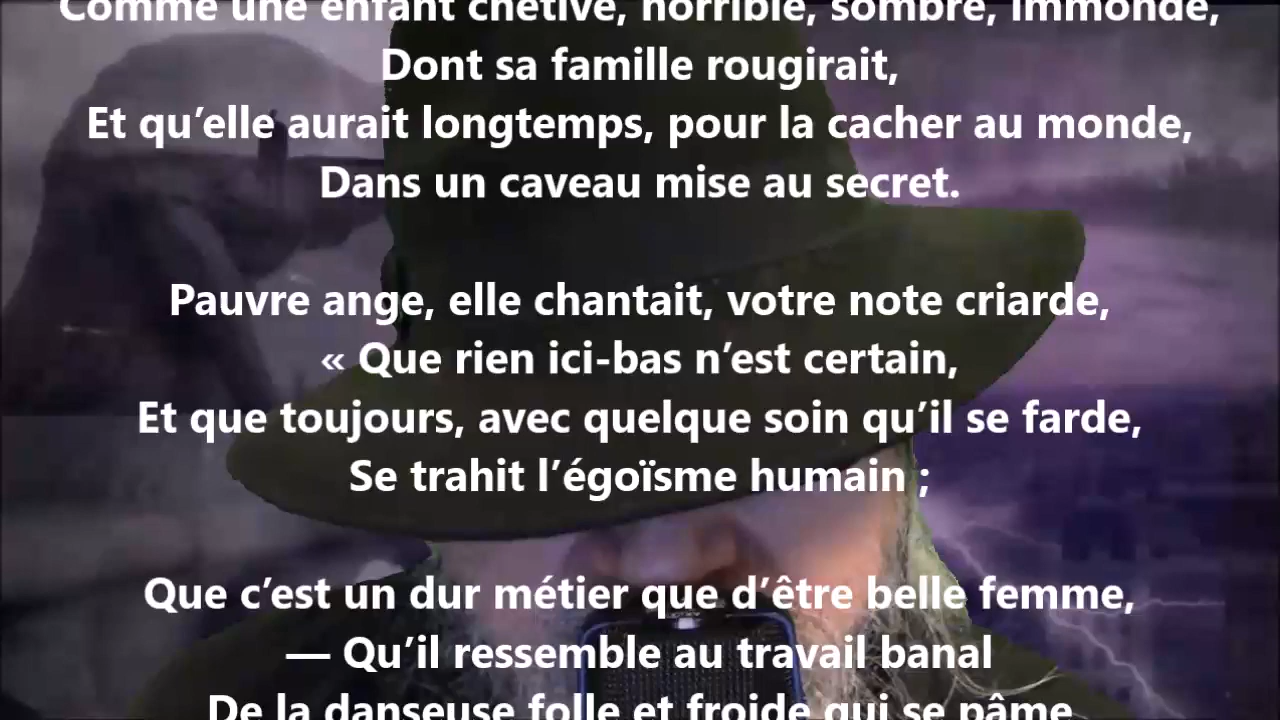 Comme une enfant chétive, horrible, sombre, immonde,
Dont sa famille rougirait,
Et qu’elle aurait longtemps, pour la cacher au monde,
Dans un caveau mise au secret.
Pauvre ange, elle chantait, votre note criarde,
« Que rien ici-bas n’est certain,
Et que toujours, avec quelque soin qu’il se farde,
Se trahit l’égoïsme humain ;
Que c’est un dur métier que d’être belle femme,
— Qu’il ressemble au travail banal
De la danseuse folle et froide qui se pâme